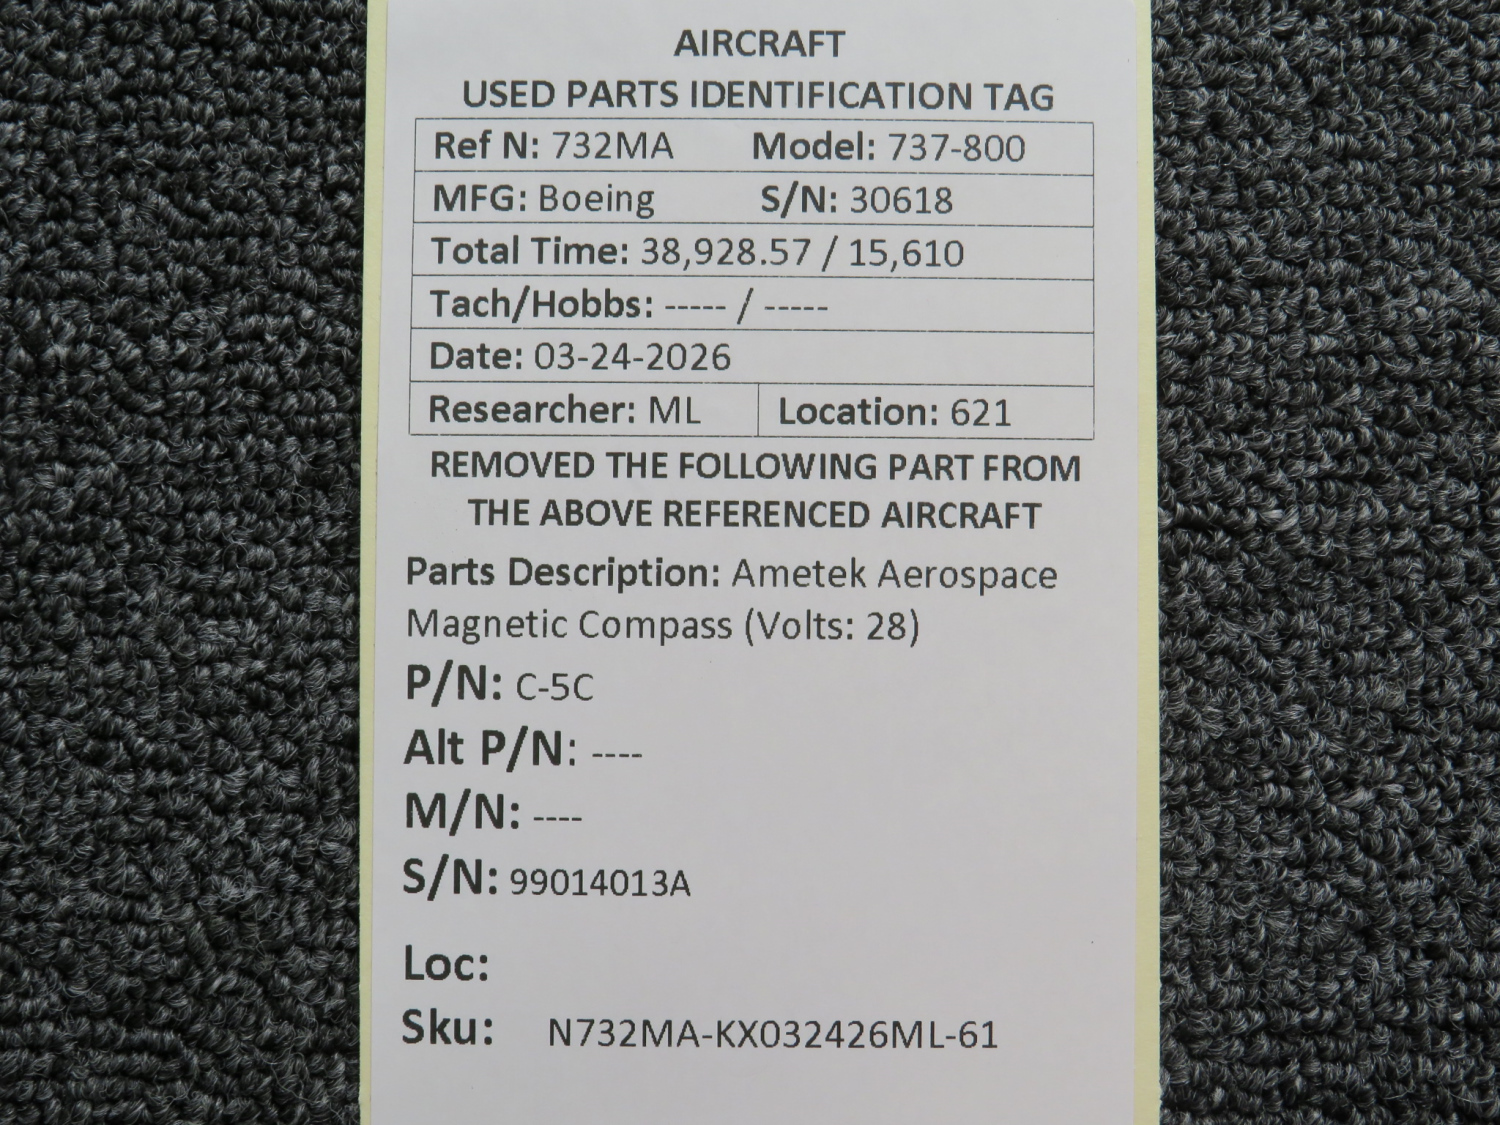 AIRCRAFT
USED PARTS IDENTIFICATION TAG
Ref N: 732MA Model: 737-800
MFG: Boeing S/N: 30618
Total Time: 38,928.57 / 15,610
Tach/Hobbs: ----- / -----
Date: 03-24-2026
Researcher: ML Location: 621
REMOVED THE FOLLOWING PART FROM
THE ABOVE REFERENCED AIRCRAFT
Parts Description: Ametek Aerospace
Magnetic Compass (Volts: 28)
P/N: C-5C
Alt P/N: ----
M/N: ----
S/N: 99014013A
Loc:
Sku: N732MA-KX032426ML-61